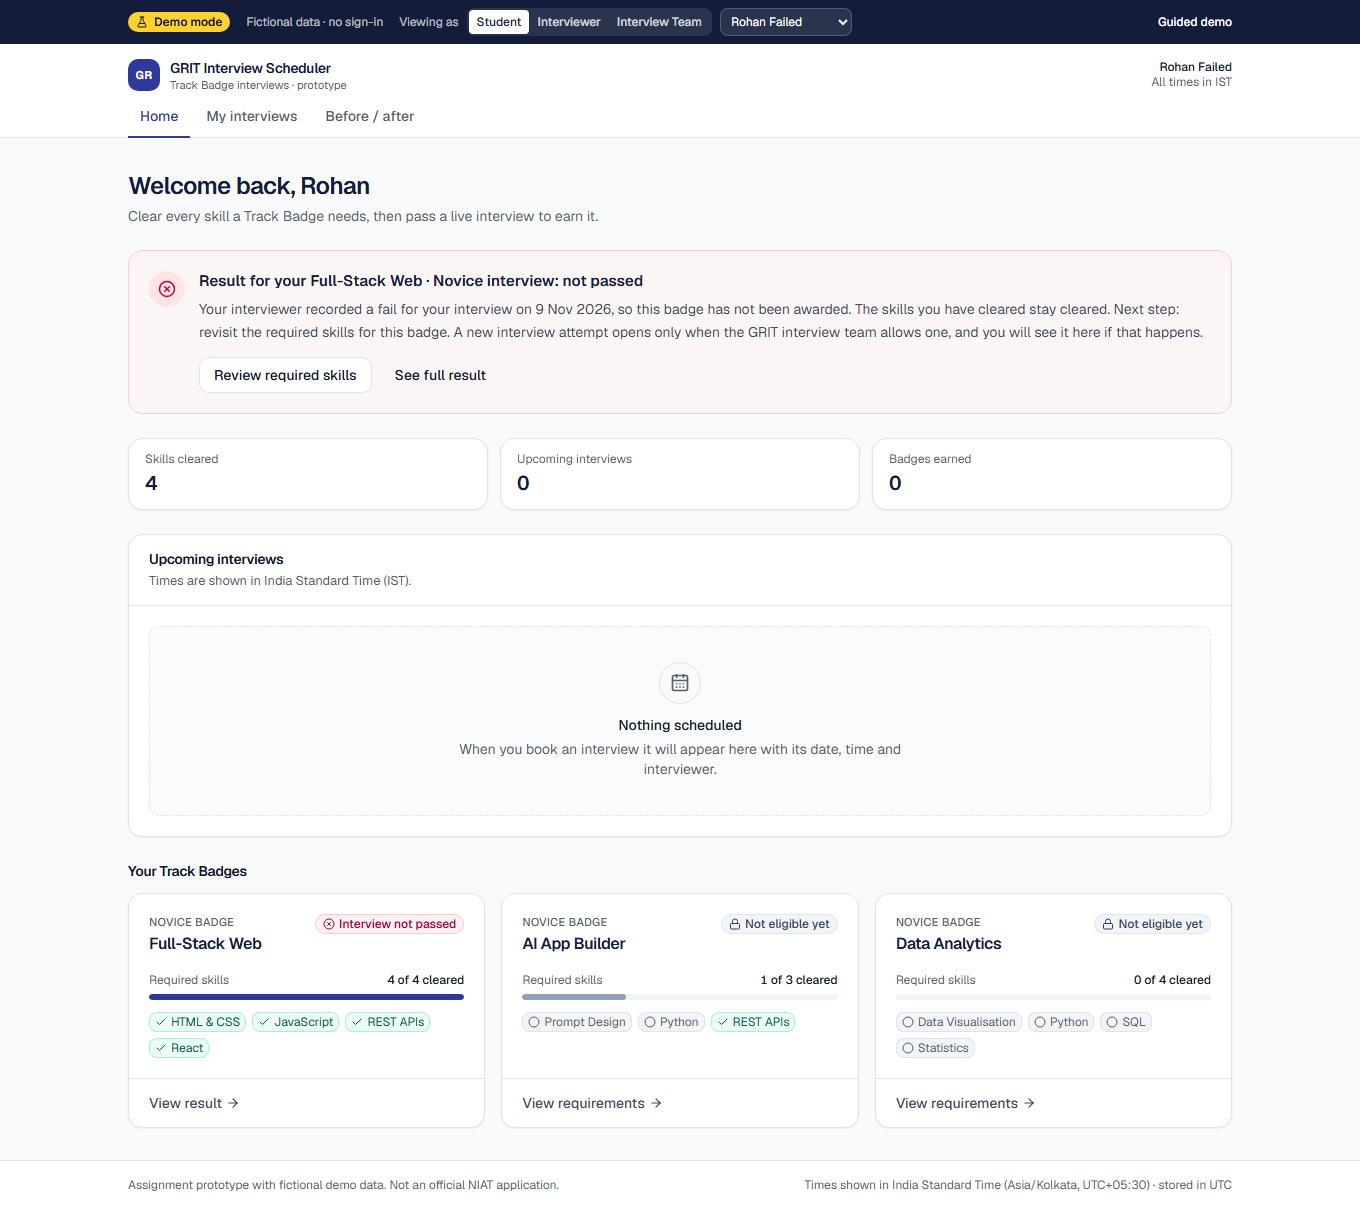 Demo mode
Fictional data · no sign-in
Viewing as
Student
Interviewer
Interview Team
Rohan Failed
Guided demo
GR
GRIT Interview Scheduler
Track Badge interviews · prototype
Rohan Failed
All times in IST
Home
My interviews
Before / after
Welcome back, Rohan
Clear every skill a Track Badge needs, then pass a live interview to earn it.
Result for your Full-Stack Web · Novice interview: not passed
Your interviewer recorded a fail for your interview on 9 Nov 2026, so this badge has not been awarded. The skills you have cleared stay cleared. Next step:
revisit the required skills for this badge. A new interview attempt opens only when the GRIT interview team allows one, and you will see it here if that happens.
Review required skills
See full result
Skills cleared
4
Upcoming interviews
0
Badges earned
0
Upcoming interviews
Times are shown in India Standard Time (IST).
Nothing scheduled
When you book an interview it will appear here with its date, time and
interviewer.
Your Track Badges
NOVICE BADGE
Interview not passed
Full-Stack Web
Required skills
4 of 4 cleared
HTML & CSS
JavaScript
REST APIs
React
View result →
NOVICE BADGE
Not eligible yet
AI App Builder
Required skills
1 of 3 cleared
Prompt Design
Python
REST APIs
View requirements →
NOVICE BADGE
Not eligible yet
Data Analytics
Required skills
0 of 4 cleared
Data Visualisation
Python
SQL
Statistics
View requirements →
Assignment prototype with fictional demo data. Not an official NIAT application.
Times shown in India Standard Time (Asia/Kolkata, UTC+05:30) · stored in UTC